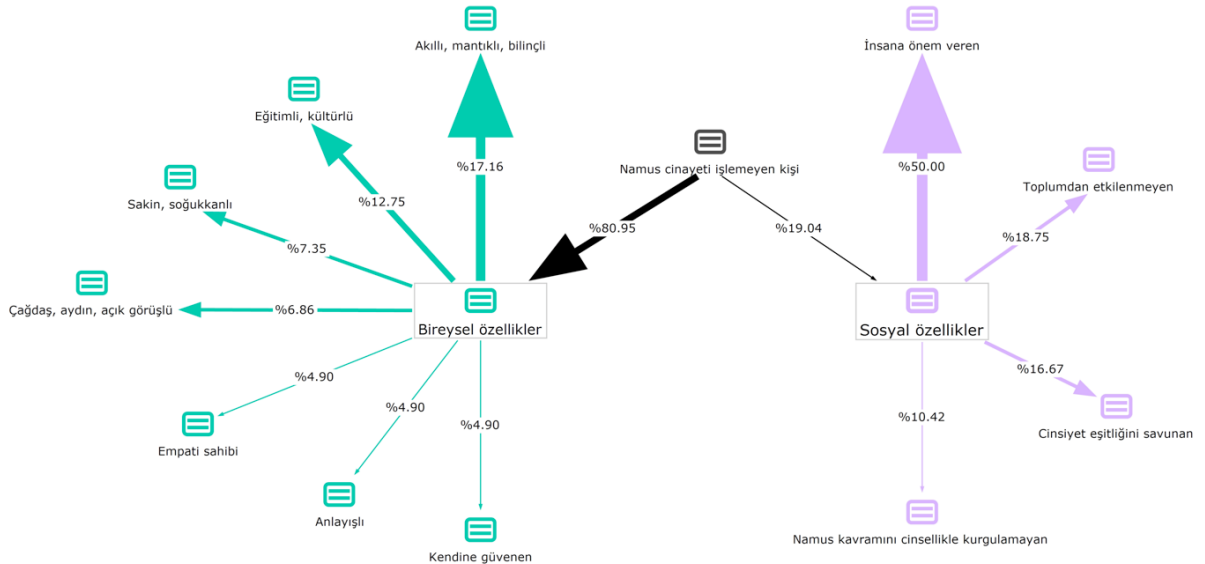 Akıllı, mantıklı, bilinçli
İnsana önem veren
Eğitimli, kültürlü
Namus cinayeti işlemeyen kişi
%17.16
%50.00
Toplumdan etkilenmeyen
Sakin, soğukkanlı
%12.75
%80.95
%19.04
%18.75
%7.35
Çağdaş, aydın, açık görüşlü
%6.86
Bireysel özellikler
Sosyal özellikler
%4.90
%4.90
%4.90
%16.67
%10.42
Cinsiyet eşitliğini savunan
Empati sahibi
Anlayışlı
Kendine güvenen
Namus kavramını cinsellikle kurgulamayan